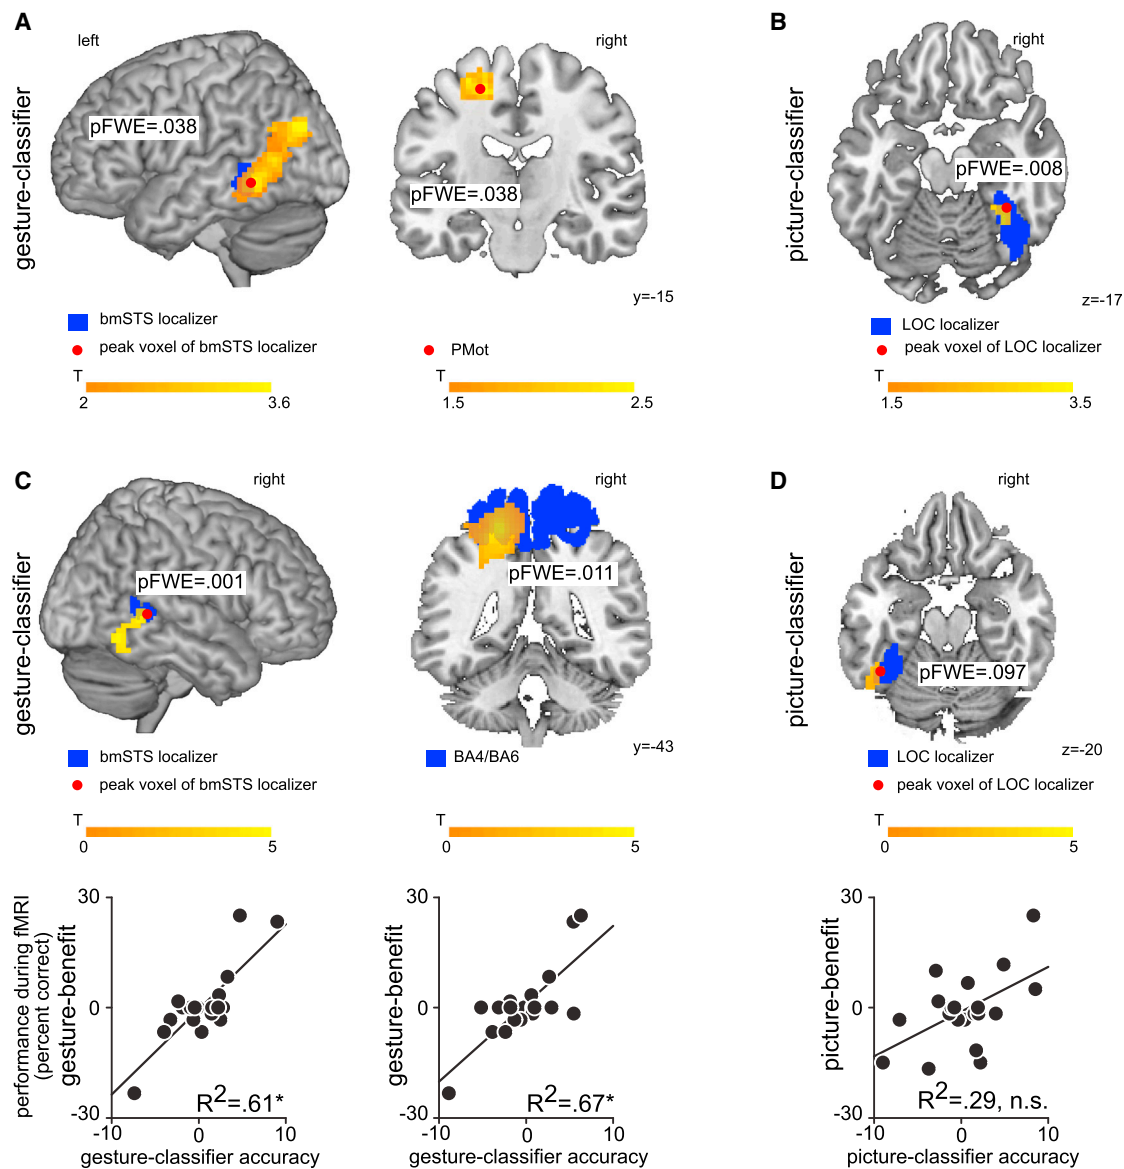 A
left
right
gesture-classifier
pFWE=.038
pFWE=.038
y=-15
bmSTS localizer
peak voxel of bmSTS localizer
PMot
T
2
3.6
T
1.5
2.5
B
right
picture-classifier
pFWE=.008
z=-17
LOC localizer
peak voxel of LOC localizer
T
1.5
3.5
C
right
right
gesture-classifier
pFWE=.001
gesture-classifier
pFWE=.011
y=-43
bmSTS localizer
peak voxel of bmSTS localizer
BA4/BA6
T
0
5
T
0
5
D
right
picture-classifier
pFWE=.097
z=-20
LOC localizer
peak voxel of LOC localizer
T
0
5
performance during fMRI
(percent correct)
gesture-benefit
30
0
-30
R2=.61*
-10
0
10
gesture-classifier accuracy
gesture-benefit
30
0
-30
R2=.67*
-10
0
10
gesture-classifier accuracy
picture-benefit
30
0
-30
R2=.29, n.s.
-10
0
10
picture-classifier accuracy